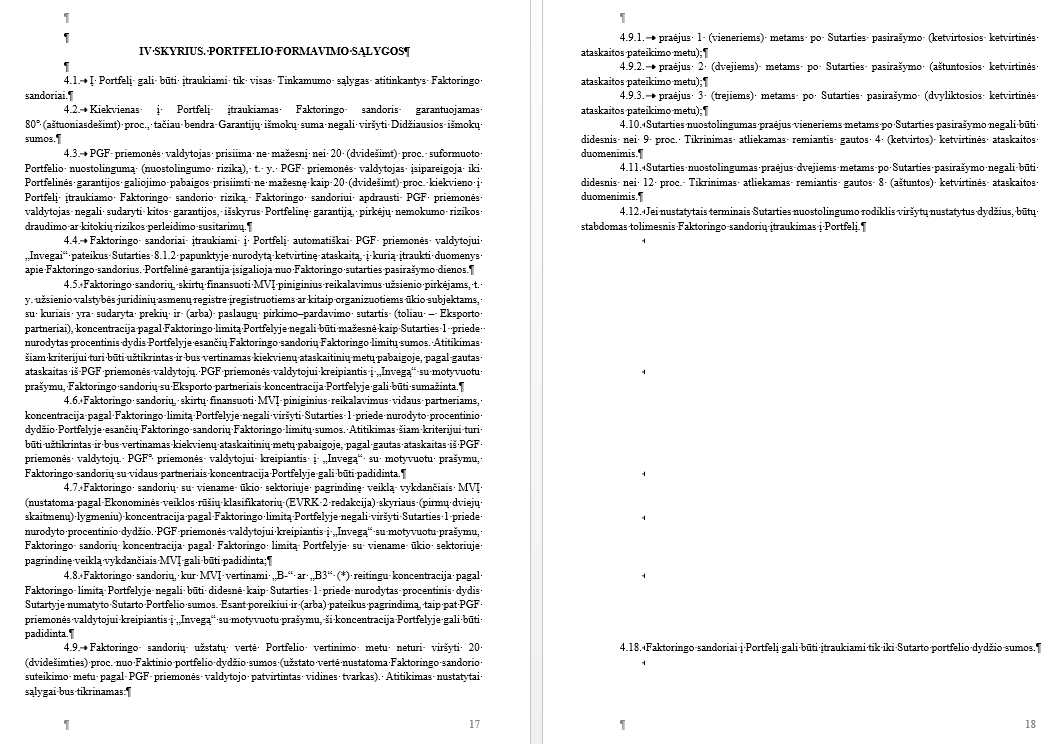 IV SKYRIUS. PORTFELIO FORMAVIMO SĄLYGOS
4.1. Į Portfelį gali būti įtraukiami tik visas Tinkamumo sąlygas atitinkantys Faktoringo
sandoriai.
4.2. Kiekvienas į Portfelį įtraukiamas Faktoringo sandoris garantuojamas
80 (aštuoniasdešimt) proc., tačiau bendra Garantijų išmokų suma negali viršyti Didžiausios išmokų
sumos.
4.3. PGF priemonės valdytojas prisiima ne mažesnį nei 20 (dvidešimt) proc. suformuoto
Portfelio nuostolingumą (nuostolingumo riziką), t. y. PGF priemonės valdytojas įsipareigoja iki
Portfelinės garantijos galiojimo pabaigos prisiimti ne mažesnę kaip 20 (dvidešimt) proc. kiekvieno į
Portfelį įtraukiamo Faktoringo sandorio riziką. Faktoringo sandoriui apdrausti PGF priemonės
valdytojas negali sudaryti kitos garantijos, išskyrus Portfelinę garantiją, pirkėjų nemokumo rizikos
draudimo ar kitokių rizikos perleidimo susitarimų.
4.4. Faktoringo sandoriai įtraukiami į Portfelį automatiškai PGF priemonės valdytojui
„Invegai“ pateikus Sutarties 8.1.2 papunktyje nurodytą ketvirtinę ataskaitą, į kurią įtraukti duomenys
apie Faktoringo sandorius. Portfelinė garantija įsigalioja nuo Faktoringo sutarties pasirašymo dienos.
4.5. Faktoringo sandorių, skirtų finansuoti MVĮ piniginius reikalavimus užsienio pirkėjams, t.
y. užsienio valstybės juridinių asmenų registre įregistruotiems ar kitaip organizuotiems ūkio subjektams,
su kuriais yra sudaryta prekių ir (arba) paslaugų pirkimo–pardavimo sutartis (toliau – Eksporto
partneriai), koncentracija pagal Faktoringo limitą Portfelyje negali būti mažesnė kaip Sutarties 1 priede
nurodytas procentinis dydis Portfelyje esančių Faktoringo sandorių Faktoringo limitų sumos. Atitikimas
šiam kriterijui turi būti užtikrintas ir bus vertinamas kiekvienų ataskaitinių metų pabaigoje, pagal gautas
ataskaitas iš PGF priemonės valdytojų. PGF priemonės valdytojui kreipiantis į „Invegą“ su motyvuotu
prašymu, Faktoringo sandorių su Eksporto partneriais koncentracija Portfelyje gali būti sumažinta.
4.6. Faktoringo sandorių, skirtų finansuoti MVĮ piniginius reikalavimus vidaus partneriams,
koncentracija pagal Faktoringo limitą Portfelyje negali viršyti Sutarties 1 priede nurodyto procentinio
dydžio Portfelyje esančių Faktoringo sandorių Faktoringo limitų sumos. Atitikimas šiam kriterijui turi
būti užtikrintas ir bus vertinamas kiekvienų ataskaitinių metų pabaigoje, pagal gautas ataskaitas iš PGF
priemonės valdytojų. PGF priemonės valdytojui kreipiantis į „Invegą“ su motyvuotu prašymu,
Faktoringo sandorių su vidaus partneriais koncentracija Portfelyje gali būti padidinta.
4.7. Faktoringo sandorių su viename ūkio sektoriuje pagrindinę veiklą vykdančiais MVĮ
(nustatoma pagal Ekonominės veiklos rūšių klasifikatorių (EVRK 2 redakcija) skyriaus (pirmų dviejų
skaitmenų) lygmeniu) koncentracija pagal Faktoringo limitą Portfelyje negali viršyti Sutarties 1 priede
nurodyto procentinio dydžio. PGF priemonės valdytojui kreipiantis į „Invegą“ su motyvuotu prašymu,
Faktoringo sandorių koncentracija pagal Faktoringo limitą Portfelyje su viename ūkio sektoriuje
pagrindinę veiklą vykdančiais MVĮ gali būti padidinta;
4.8. Faktoringo sandorių, kur MVĮ vertinami „B-“ ar „B3“ (*) reitingu koncentracija pagal
Faktoringo limitą Portfelyje negali būti didesnė kaip Sutarties 1 priede nurodytas procentinis dydis
Sutartyje numatyto Sutarto Portfelio sumos. Esant poreikiui ir (arba) pateikus pagrindimą, taip pat PGF
priemonės valdytojui kreipiantis į „Invegą“ su motyvuotu prašymu, ši koncentracija Portfelyje gali būti
padidinta.
4.9. Faktoringo sandorių užstatų vertė Portfelio vertinimo metu neturi viršyti 20
(dvidešimties) proc. nuo Faktinio portfelio dydžio sumos (užstato vertė nustatoma Faktoringo sandorio
suteikimo metu pagal PGF priemonės valdytojo patvirtintas vidines tvarkas). Atitikimas nustatytai
sąlygai bus tikrinamas:
17
4.9.1. praėjus 1 (vieneriems) metams po Sutarties pasirašymo (ketvirtosios ketvirtinės
ataskaitos pateikimo metu);
4.9.2. praėjus 2 (dvejiems) metams po Sutarties pasirašymo (aštuntosios ketvirtinės
ataskaitos pateikimo metu);
4.9.3. praėjus 3 (trejiems) metams po Sutarties pasirašymo (dvyliktosios ketvirtinės
ataskaitos pateikimo metu);
4.10. Sutarties nuostolingumas praėjus vieneriems metams po Sutarties pasirašymo negali būti
didesnis nei 9 proc. Tikrinimas atliekamas remiantis gautos 4 (ketvirtos) ketvirtinės ataskaitos
duomenimis.
4.11. Sutarties nuostolingumas praėjus dvejiems metams po Sutarties pasirašymo negali būti
didesnis nei 12 proc. Tikrinimas atliekamas remiantis gautos 8 (aštuntos) ketvirtinės ataskaitos
duomenimis.
4.12. Jei nustatytais terminais Sutarties nuostolingumo rodiklis viršytų nustatytus dydžius, būtų
stabdomas tolimesnis Faktoringo sandorių įtraukimas į Portfelį.
4.18. Faktoringo sandoriai į Portfelį gali būti įtraukiami tik iki Sutarto portfelio dydžio sumos.
18